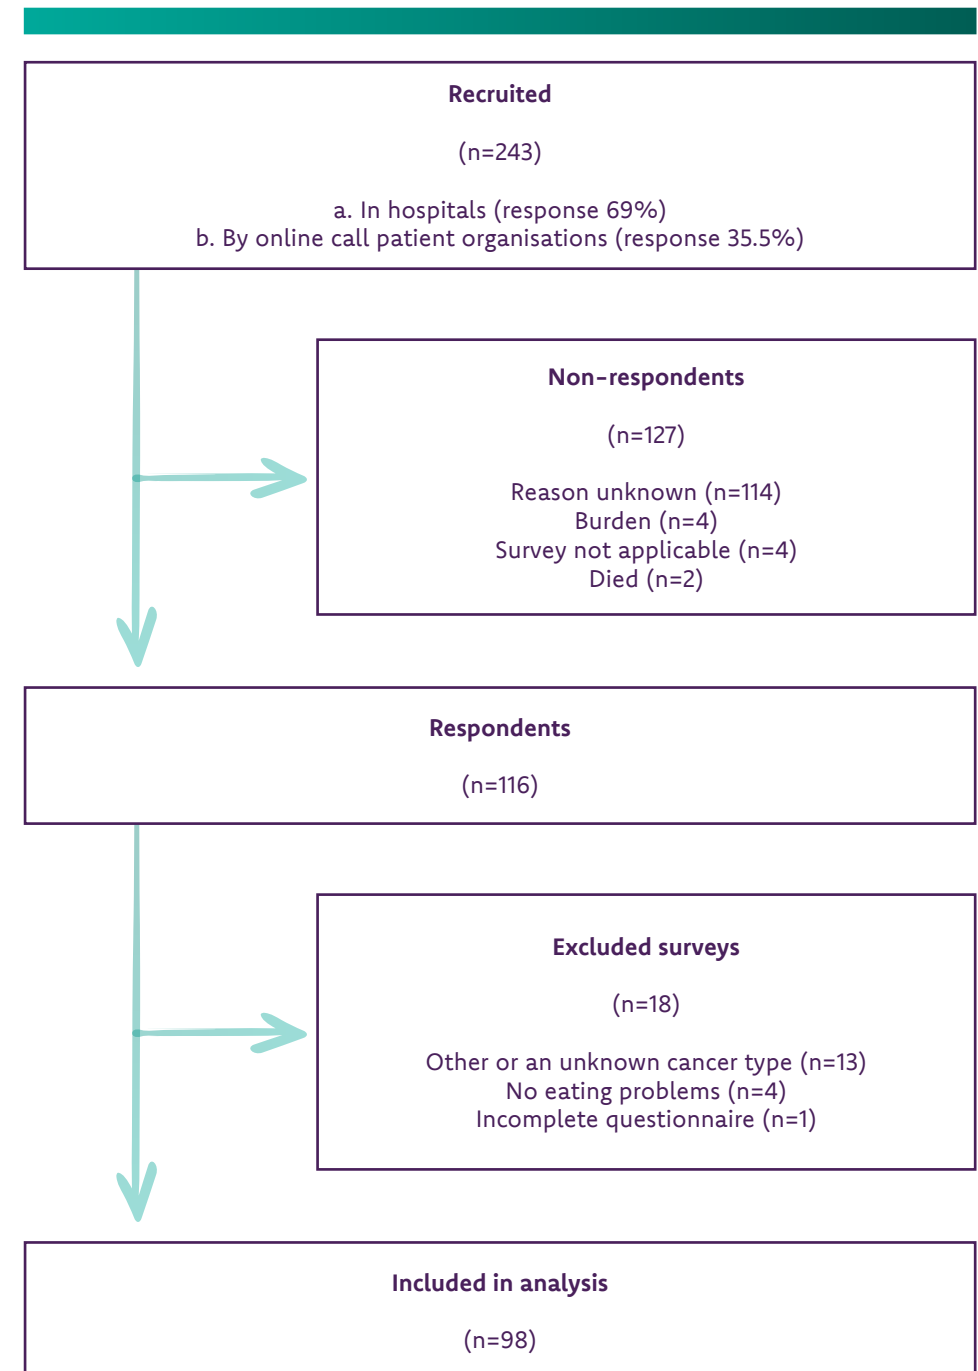 Recruited
(n=243)
a. In hospitals (response 69%)
b. By online call patient organisations (response 35.5%)
Non-respondents
(n=127)
Reason unknown (n=114)
Burden (n=4)
Survey not applicable (n=4)
Died (n=2)
Respondents
(n=116)
Excluded surveys
(n=18)
Other or an unknown cancer type (n=13)
No eating problems (n=4)
Incomplete questionnaire (n=1)
Included in analysis
(n=98)